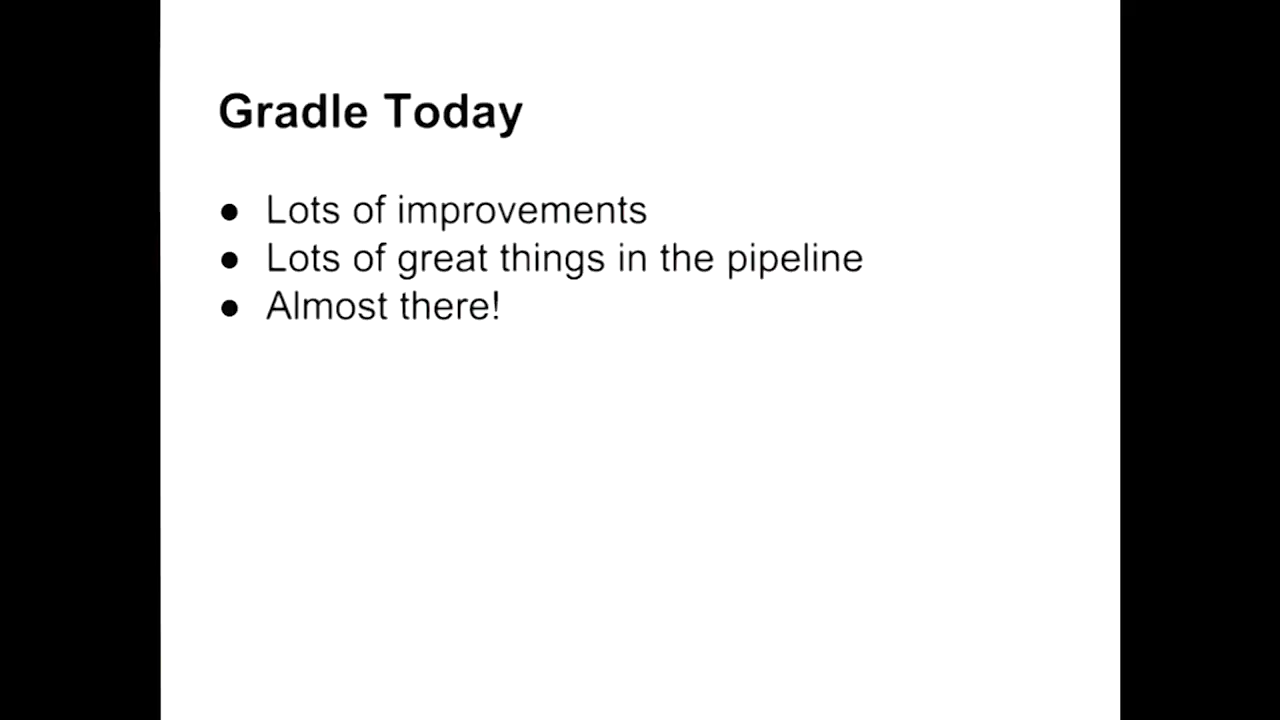 Gradle Today
● Lots of improvements
● Lots of great things in the pipeline
● Almost there!